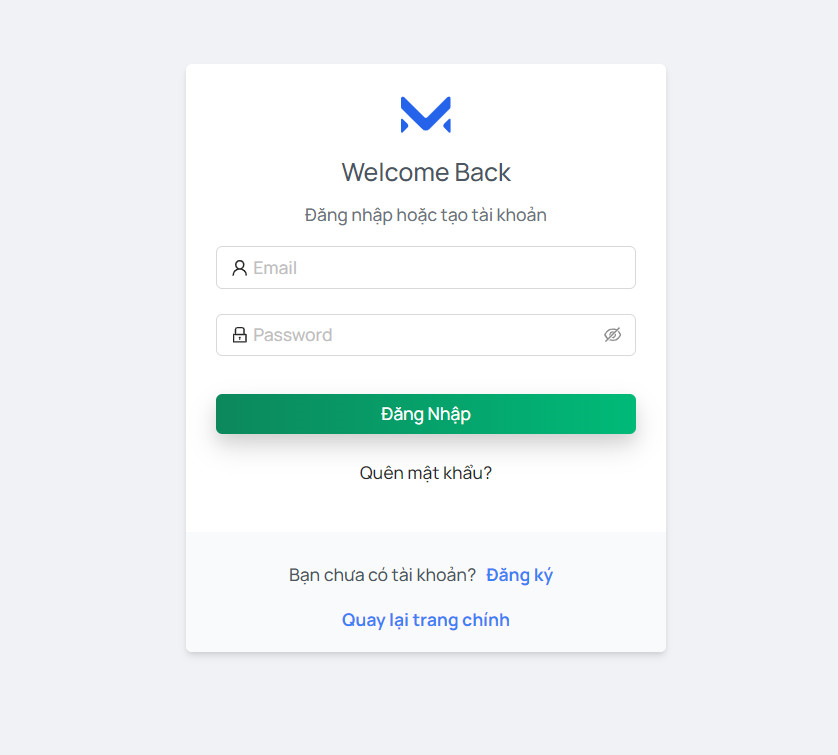 Welcome Back
Đăng nhập hoặc tạo tài khoản
Email
Password
Đăng Nhập
Quên mật khẩu?
Bạn chưa có tài khoản? Đăng ký
Quay lại trang chính